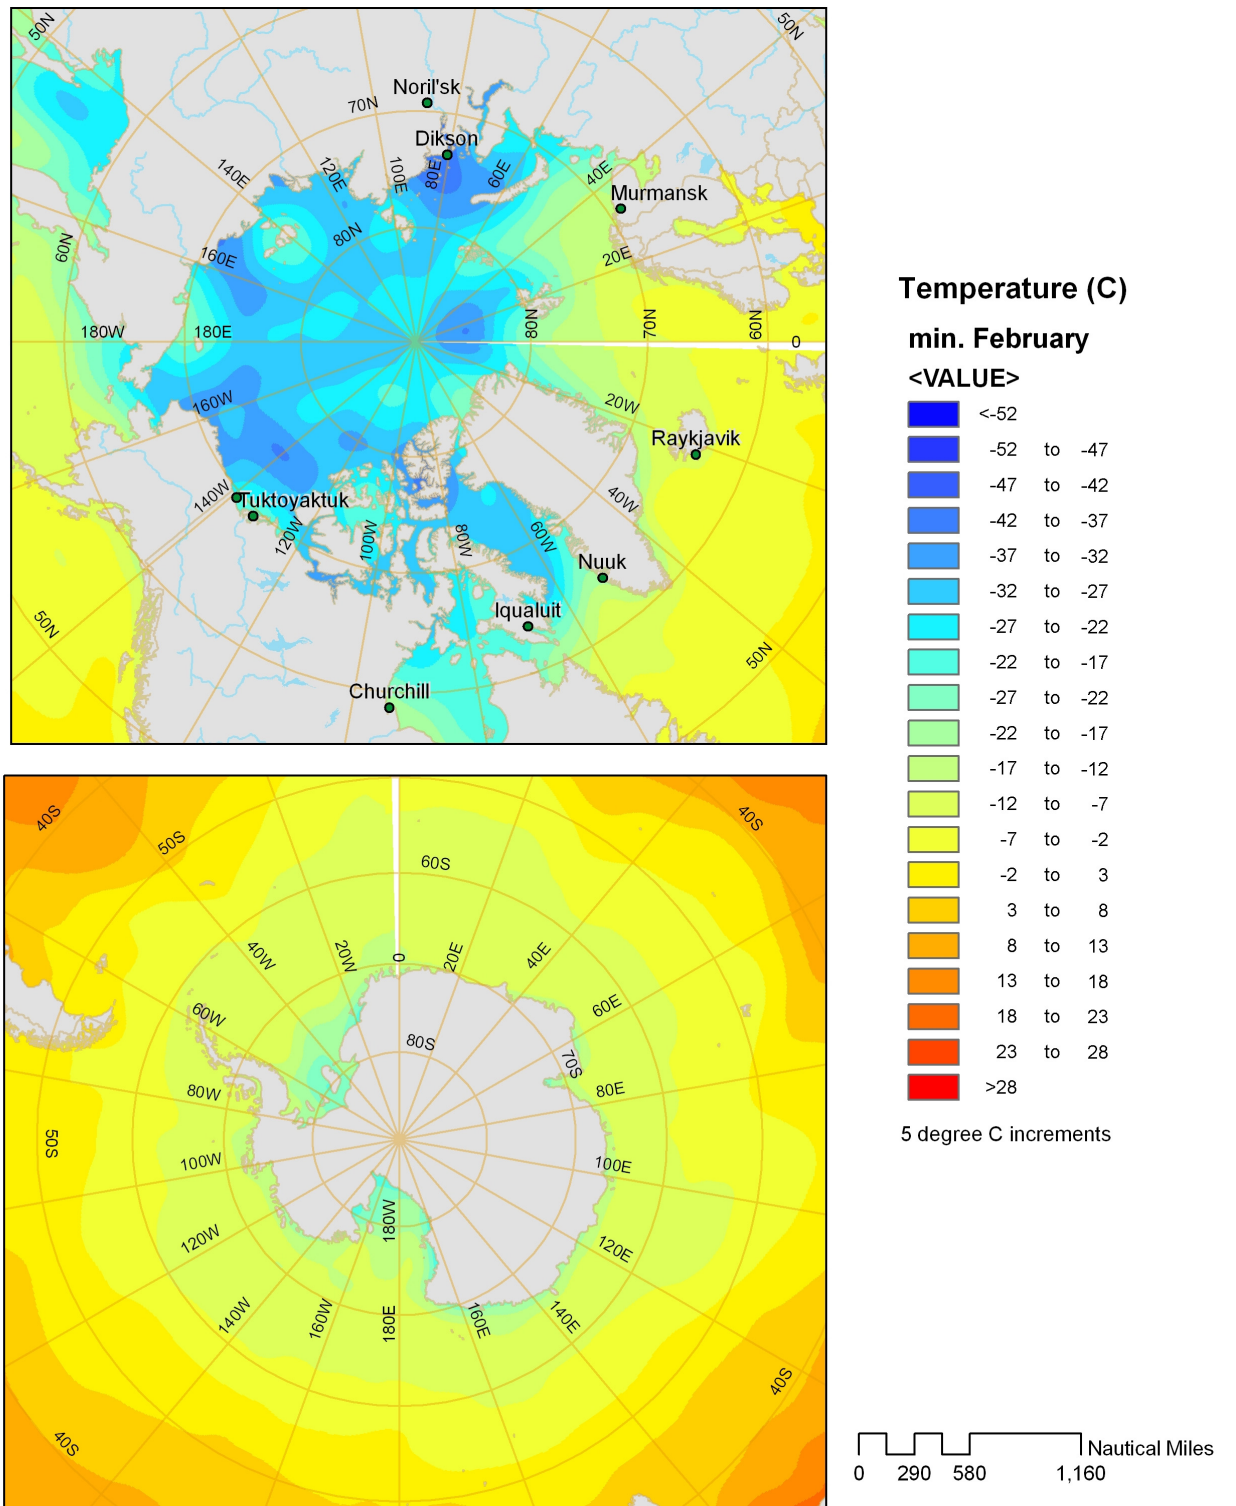 50N
50N
Noril'sk
70N
Dikson
140E
120E
100E
80E
60E
40E
Murmansk
80N
60N
160E
20E
180W
180E
80N
70N
60N
0
160W
20W
Raykjavik
140W
Tuktoyaktuk
40W
120W
100W
80W
60W
Nuuk
Iqualuit
50N
50N
Churchill
Temperature (C)
min. February
<VALUE>
<-52
-52 to -47
-47 to -42
-42 to -37
-37 to -32
-32 to -27
-27 to -22
-22 to -17
-27 to -22
-22 to -17
-17 to -12
-12 to -7
-7 to -2
-2 to 3
3 to 8
8 to 13
13 to 18
18 to 23
23 to 28
>28
5 degree C increments
40S
50S
40S
60S
40W
20W
0
20E
40E
60W
60E
80S
70S
80W
80E
50S
100W
100E
180W
120W
120E
140W
160W
180E
160E
140E
40S
40S
Nautical Miles
0 290 580 1,160